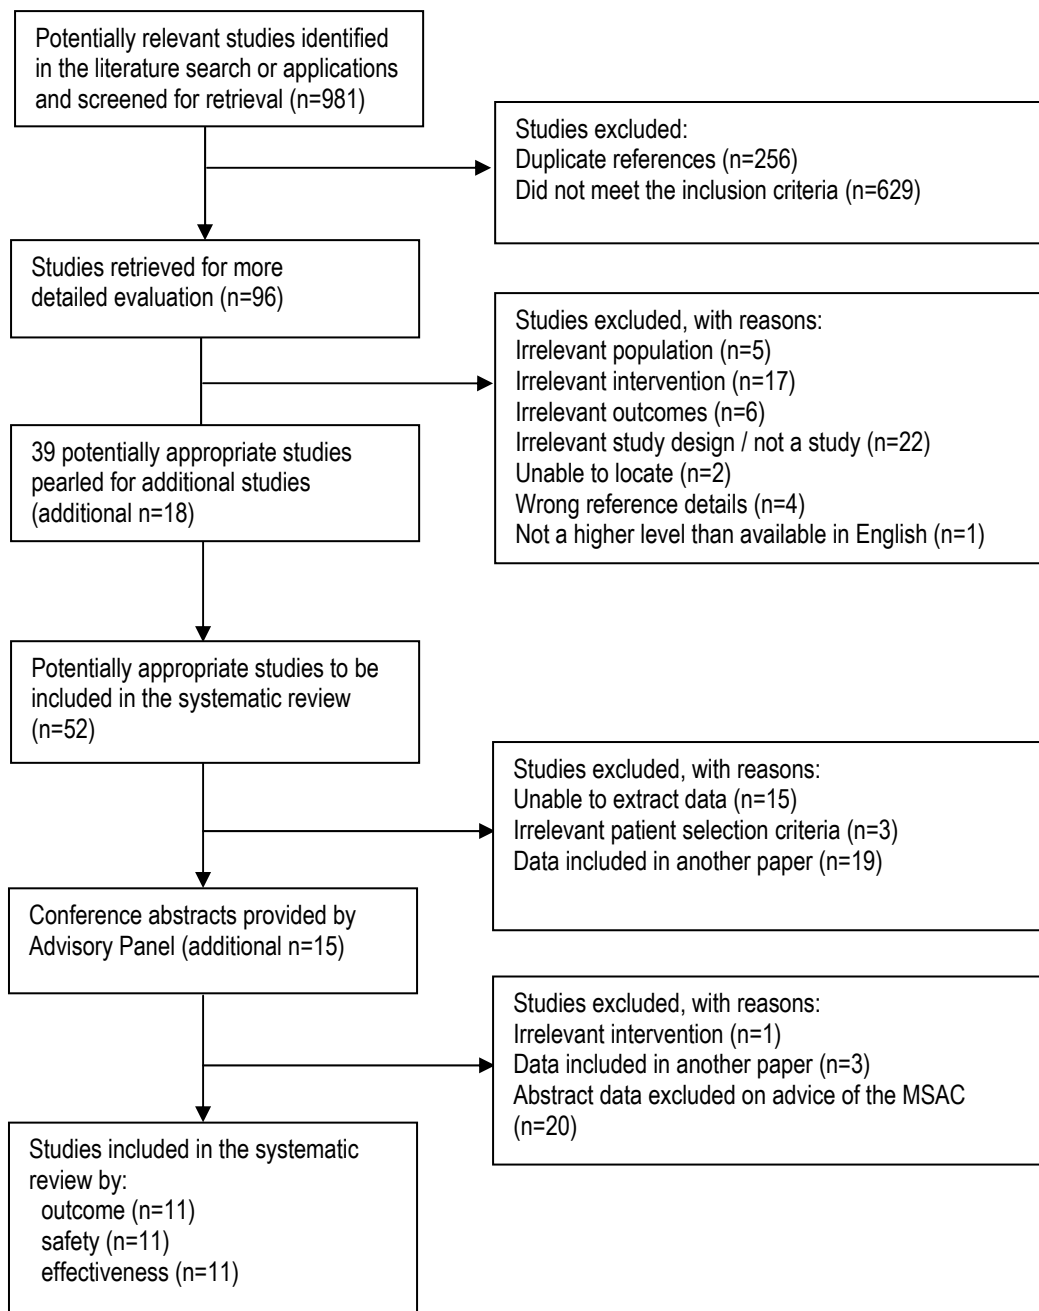 Potentially relevant studies identified
in the literature search or applications
and screened for retrieval (n=981)
Studies excluded:
Duplicate references (n=256)
Did not meet the inclusion criteria (n=629)
Studies retrieved for more
detailed evaluation (n=96)
Studies excluded, with reasons:
Irrelevant population (n=5)
Irrelevant intervention (n=17)
Irrelevant outcomes (n=6)
Irrelevant study design / not a study (n=22)
Unable to locate (n=2)
Wrong reference details (n=4)
Not a higher level than available in English (n=1)
39 potentially appropriate studies
pearled for additional studies
(additional n=18)
Potentially appropriate studies to be
included in the systematic review
(n=52)
Studies excluded, with reasons:
Unable to extract data (n=15)
Irrelevant patient selection criteria (n=3)
Data included in another paper (n=19)
Conference abstracts provided by
Advisory Panel (additional n=15)
Studies excluded, with reasons:
Irrelevant intervention (n=1)
Data included in another paper (n=3)
Abstract data excluded on advice of the MSAC
(n=20)
Studies included in the systematic
review by:
outcome (n=11)
safety (n=11)
effectiveness (n=11)